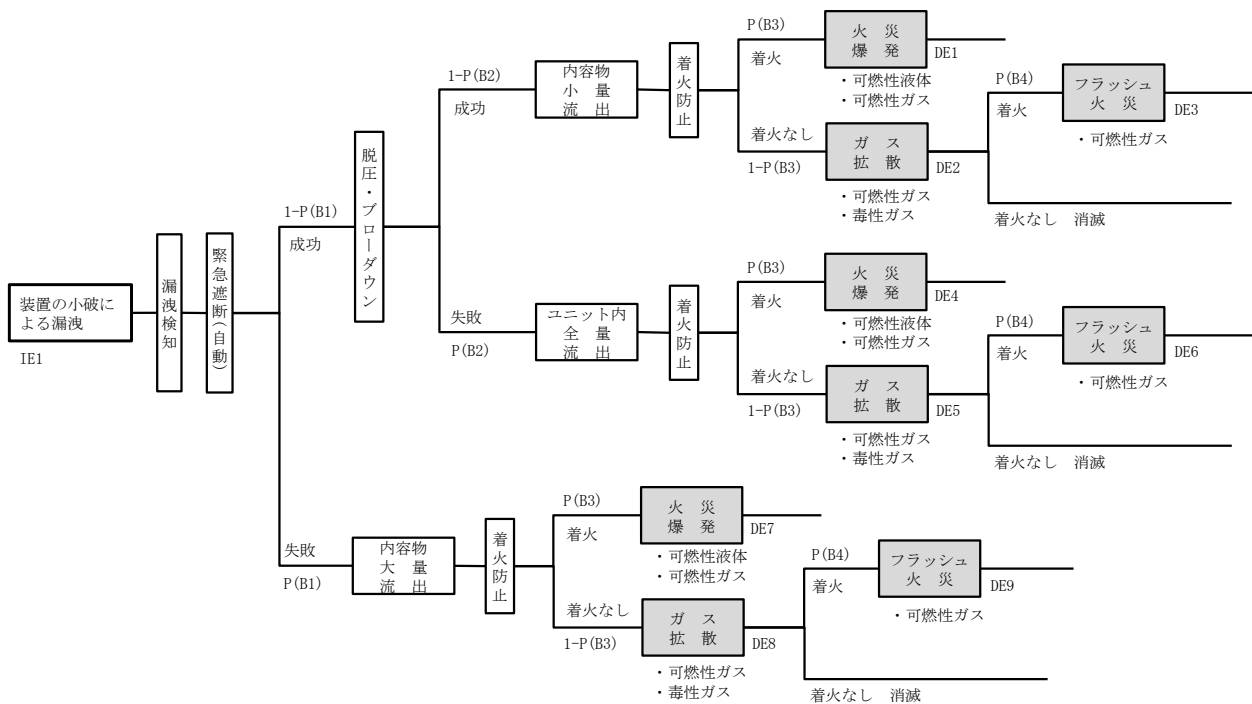 装置の小破に
よる漏洩
IE1
漏洩検知
緊急遮断(自動)
1-P(B1)
成功
失敗
P(B1)
脱圧・ブローダウン
1-P(B2)
成功
失敗
P(B2)
内容物
小 量
流 出
着火防止
P(B3)
着火
着火なし
1-P(B3)
火 災
爆 発
DE1
・可燃性液体
・可燃性ガス
ガ ス
拡 散
DE2
・可燃性ガス
・毒性ガス
P(B4)
着火
フラッシュ
火 災
DE3
・可燃性ガス
着火なし 消滅
ユニット内
全 量
流 出
着火防止
P(B3)
着火
着火なし
1-P(B3)
火 災
爆 発
DE4
・可燃性液体
・可燃性ガス
ガ ス
拡 散
DE5
・可燃性ガス
・毒性ガス
P(B4)
着火
フラッシュ
火 災
DE6
・可燃性ガス
着火なし 消滅
内容物
大 量
流 出
着火防止
P(B3)
着火
着火なし
1-P(B3)
火 災
爆 発
DE7
・可燃性液体
・可燃性ガス
ガ ス
拡 散
DE8
・可燃性ガス
・毒性ガス
P(B4)
着火
フラッシュ
火 災
DE9
・可燃性ガス
着火なし 消滅